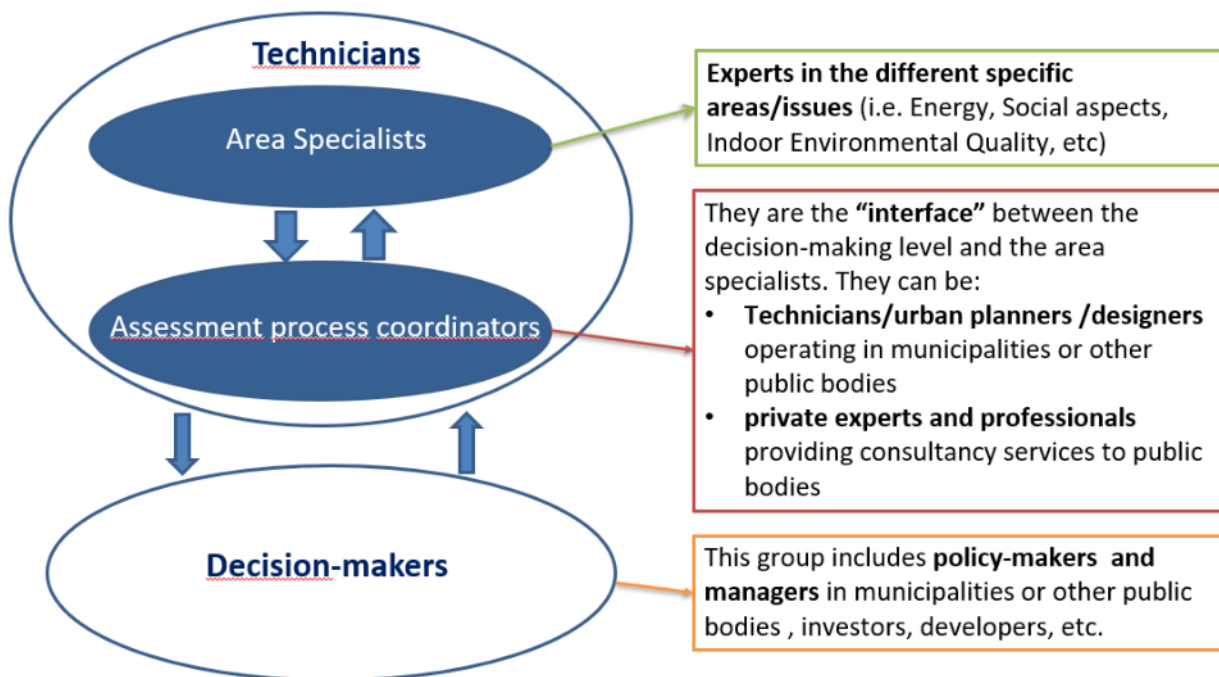 Technicians
Area Specialists
Assessment process coordinators
Decision-makers
Experts in the different specific
areas/issues (i.e. Energy, Social aspects,
Indoor Environmental Quality, etc)
They are the “interface” between the
decision-making level and the area
specialists. They can be:
• Technicians/urban planners /designers
operating in municipalities or other
public bodies
• private experts and professionals
providing consultancy services to public
bodies
This group includes policy-makers  and
managers in municipalities or other public
bodies , investors, developers, etc.